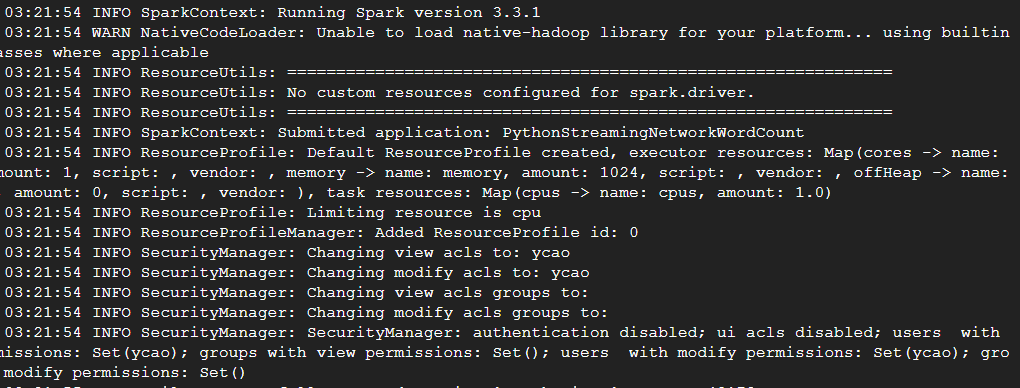 03:21:54 INFO SparkContext: Running Spark version 3.3.1
03:21:54 WARN NativeCodeLoader: Unable to load native-hadoop library for your platform... using builtin
asses where applicable
03:21:54 INFO ResourceUtils: ==============================================================
03:21:54 INFO ResourceUtils: No custom resources configured for spark.driver.
03:21:54 INFO ResourceUtils: ==============================================================
03:21:54 INFO SparkContext: Submitted application: PythonStreamingNetworkWordCount
03:21:54 INFO ResourceProfile: Default ResourceProfile created, executor resources: Map(cores -> name:
mount: 1, script: , vendor: , memory -> name: memory, amount: 1024, script: , vendor: , offHeap -> name:
amount: 0, script: , vendor: ), task resources: Map(cpus -> name: cpus, amount: 1.0)
03:21:54 INFO ResourceProfile: Limiting resource is cpu
03:21:54 INFO ResourceProfileManager: Added ResourceProfile id: 0
03:21:54 INFO SecurityManager: Changing view acls to: ycao
03:21:54 INFO SecurityManager: Changing modify acls to: ycao
03:21:54 INFO SecurityManager: Changing view acls groups to:
03:21:54 INFO SecurityManager: Changing modify acls groups to:
03:21:54 INFO SecurityManager: SecurityManager: authentication disabled; ui acls disabled; users  with
missions: Set(ycao); groups with view permissions: Set(); users  with modify permissions: Set(ycao); gro
modify permissions: Set()